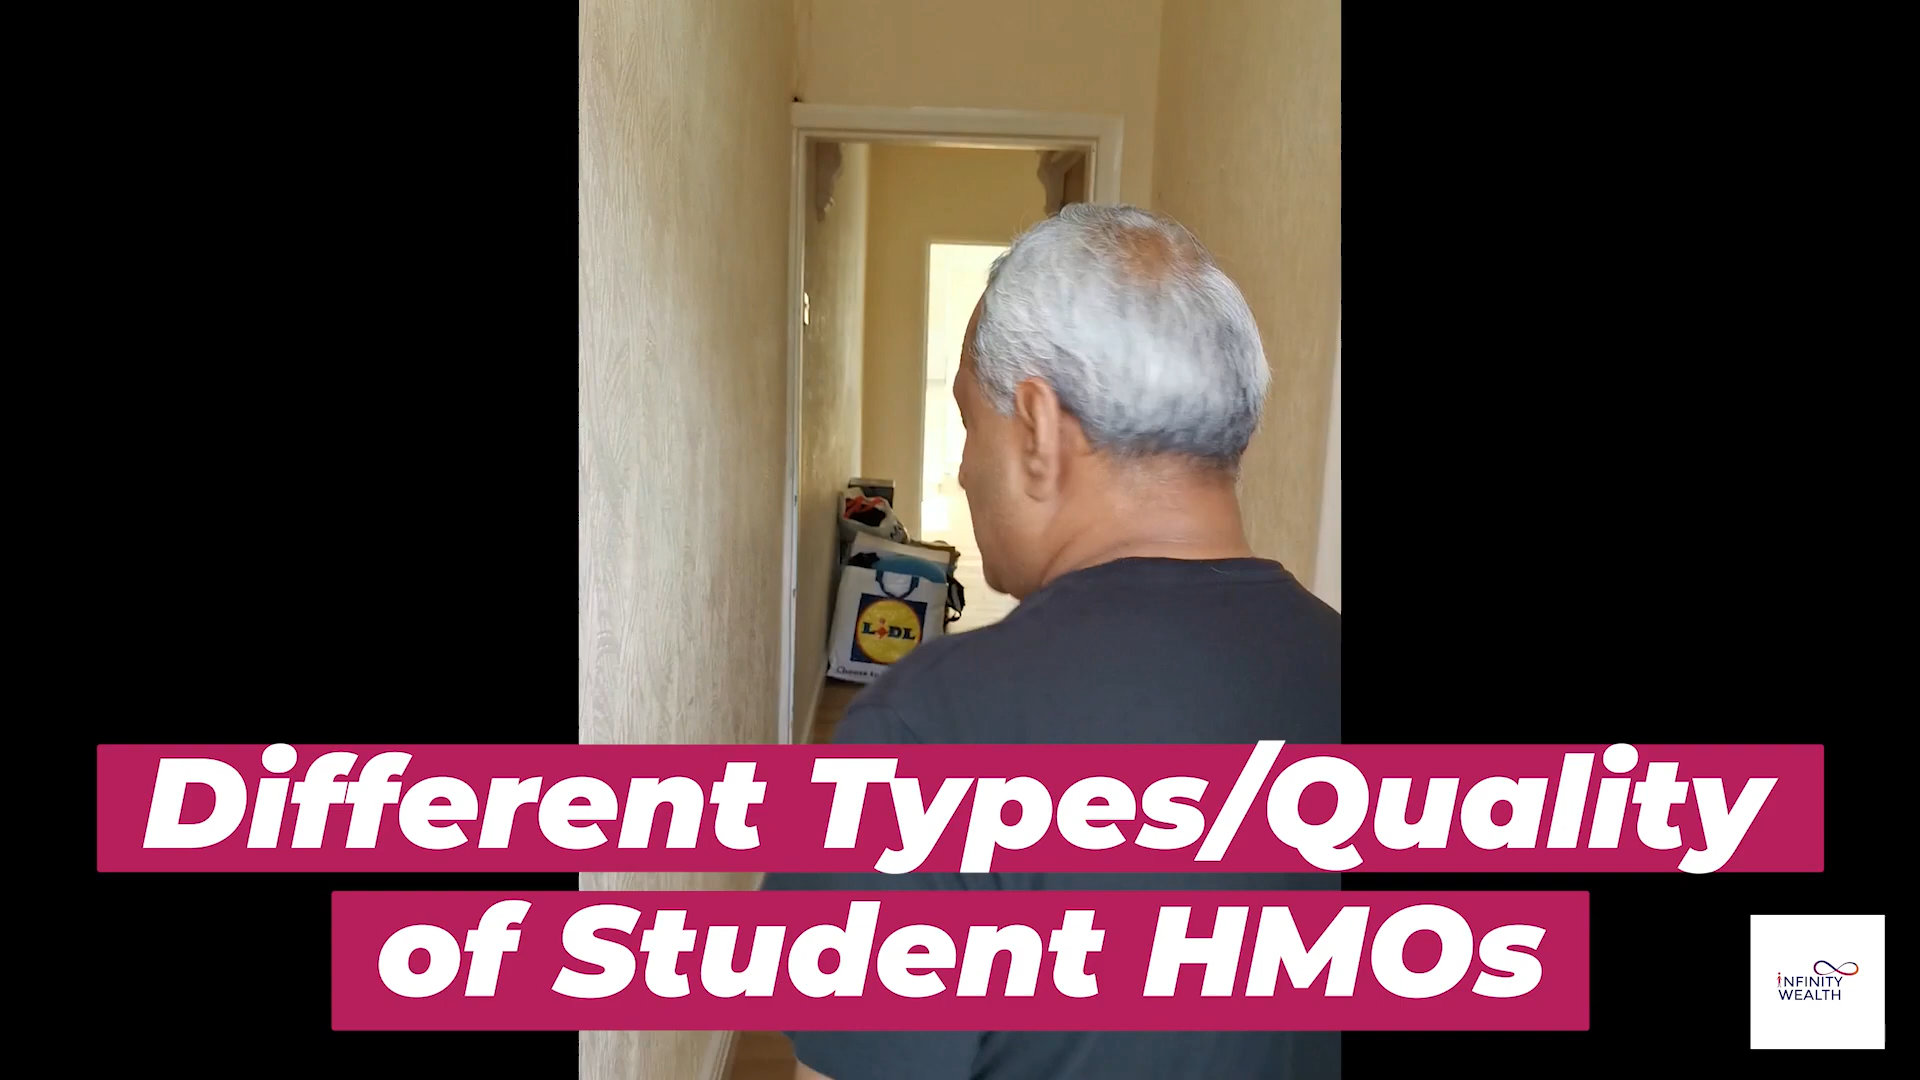 LIDL
Different Types/Quality
of Student HMOs
INFINITY
WEALTH